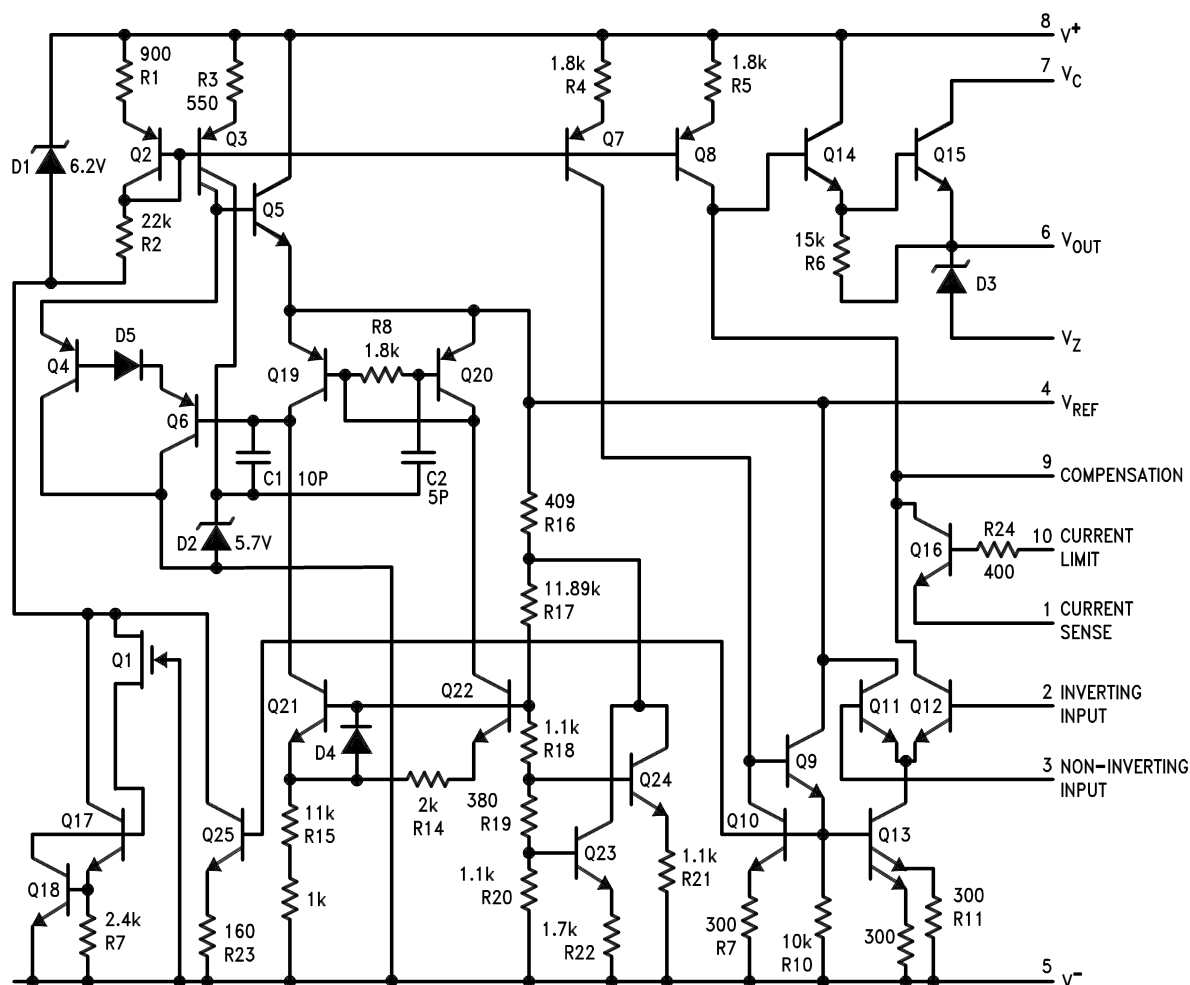 8 V+
7 VC
900
R1
R3
550
1.8k
R4
1.8k
R5
Q2
Q3
Q7
Q8
Q14
Q15
D1
6.2V
22k
R2
Q5
15k
R6
6 VOUT
D3
VZ
D5
R8
1.8k
Q4
Q19
Q20
4 VREF
Q6
C1
10P
C2
5P
9 COMPENSATION
409
R16
D2
5.7V
Q16
R24
400
10 CURRENT
LIMIT
11.89k
R17
1 CURRENT
SENSE
Q1
Q21
Q22
Q11
Q12
2 INVERTING
INPUT
D4
1.1k
R18
Q9
Q24
3 NON-INVERTING
INPUT
Q17
Q25
11k
R15
2k
R14
380
R19
Q10
Q13
Q23
Q18
1k
1.1k
R20
1.1k
R21
300
R11
2.4k
R7
160
R23
1.7k
R22
300
R7
10k
R10
300
5 V−